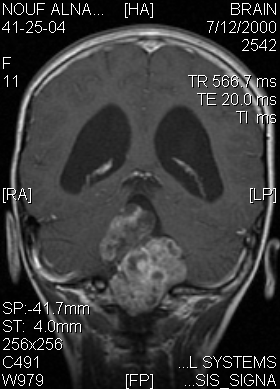 NOUF ALNA... [HA] BRAIN
41-25-04 7/12/2000
2542
F
11
TR 566.7 ms
TE 20.0 ms
TI ms
[RA] [LP]
SP:-41.7mm
ST: 4.0mm
256x256
C491 ...L SYSTEMS
W979 [FP] ...SIS_SIGNA